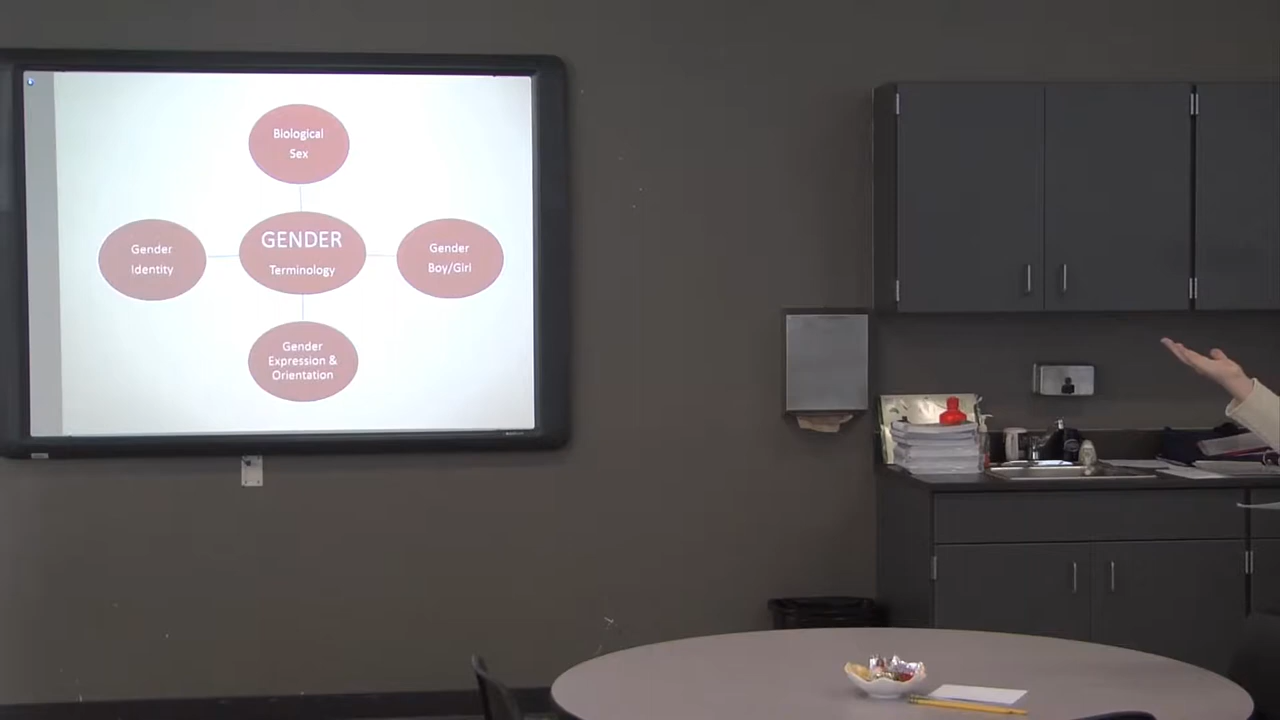 Biological
Sex
Gender
Identity
GENDER
Terminology
Gender
Boy/Girl
Gender
Expression &
Orientation